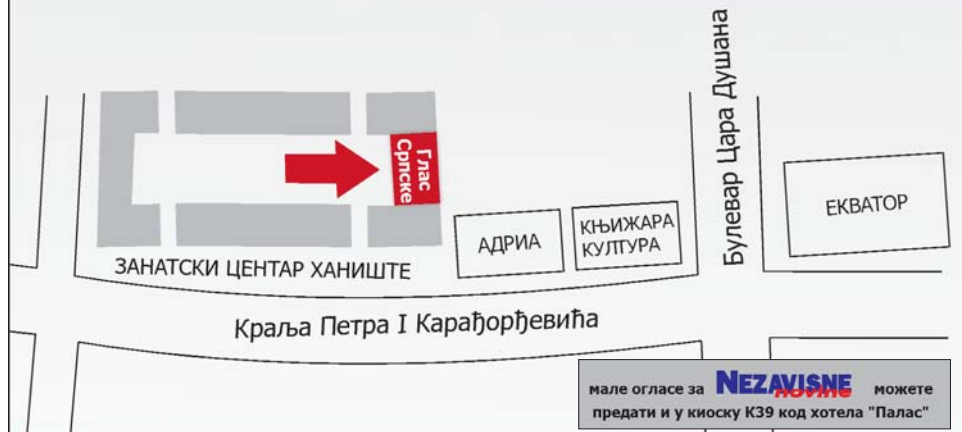 Булевар Цара Душана
Глас
Српске
ЕКВАТОР
КЊИЖАРА
КУЛТУРА
АДРИА
ЗАНАТСКИ ЦЕНТАР ХАНИШТЕ
Краља Петра I Карађорђевића
мале огласе за NEZAVISNE novine можете
предати и у киоску К39 код хотела "Палас"